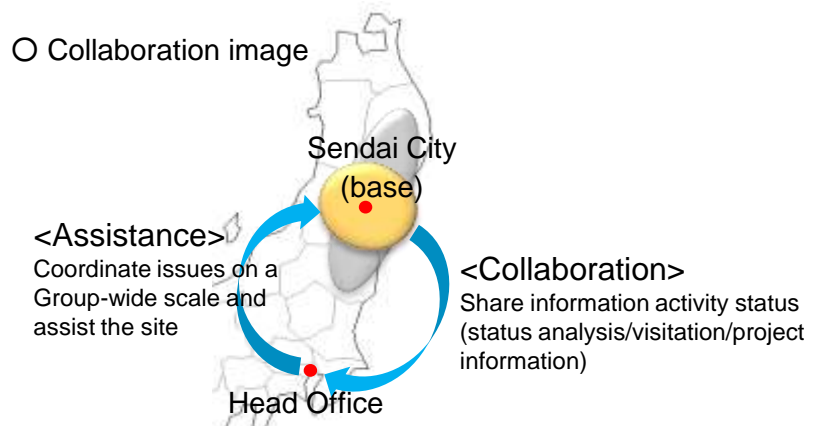 ○ Collaboration image
Sendai City
(base)
<Assistance>
Coordinate issues on a
Group-wide scale and
assist the site
<Collaboration>
Share information activity status
(status analysis/visitation/project
information)
Head Office